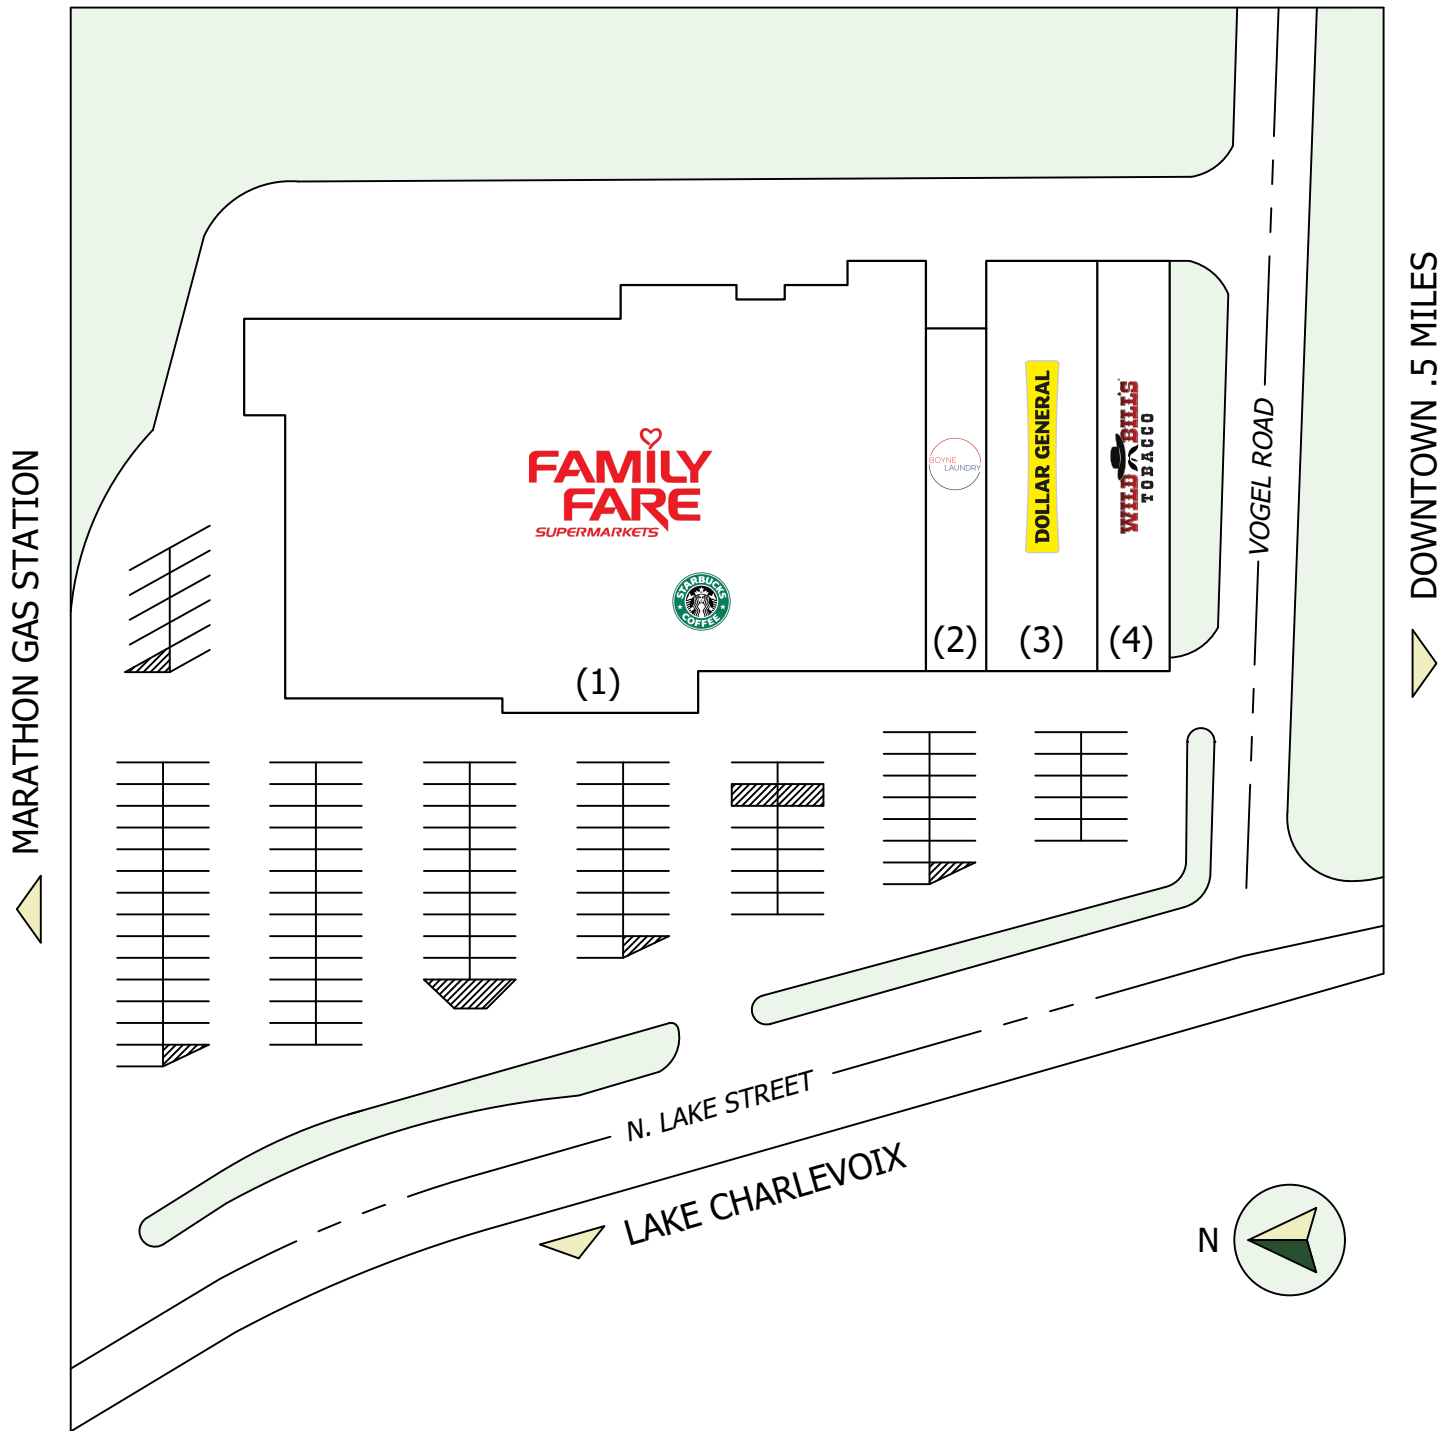 FAMILY
FARE
SUPERMARKETS
STARBUCKS
COFFEE
BOYNE
LAUNDRY
DOLLAR GENERAL
WILD BILL'S
TOBACCO
(1)
(2)
(3)
(4)
VOGEL ROAD
DOWNTOWN .5 MILES
MARATHON GAS STATION
N. LAKE STREET
LAKE CHARLEVOIX
N